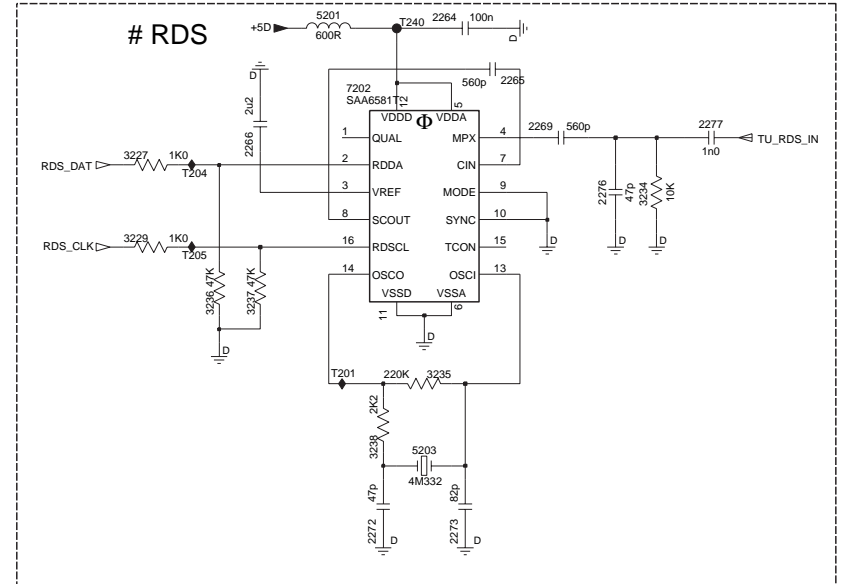 # RDS
+5D
5201
600R
T240
2264
100n
D
D
2u2
2266
7202
SAA6581T
560p
2265
12
5
VDDD
VDDA
Φ
1
QUAL
MPX
4
2269
560p
2277
1n0
TU_RDS_IN
RDS_DAT
3227
1K0
T204
2
RDDA
CIN
7
3
VREF
MODE
9
2276
47p
3234
10K
8
SCOUT
SYNC
10
RDS_CLK
3229
1K0
T205
16
RDSCL
TCON
15
D
D
D
14
OSCO
OSCI
13
3236
47K
3237
47K
VSSD
VSSA
11
6
D
D
T201
220K
3235
2K2
3238
5203
4M332
47p
2272
82p
2273
D
D